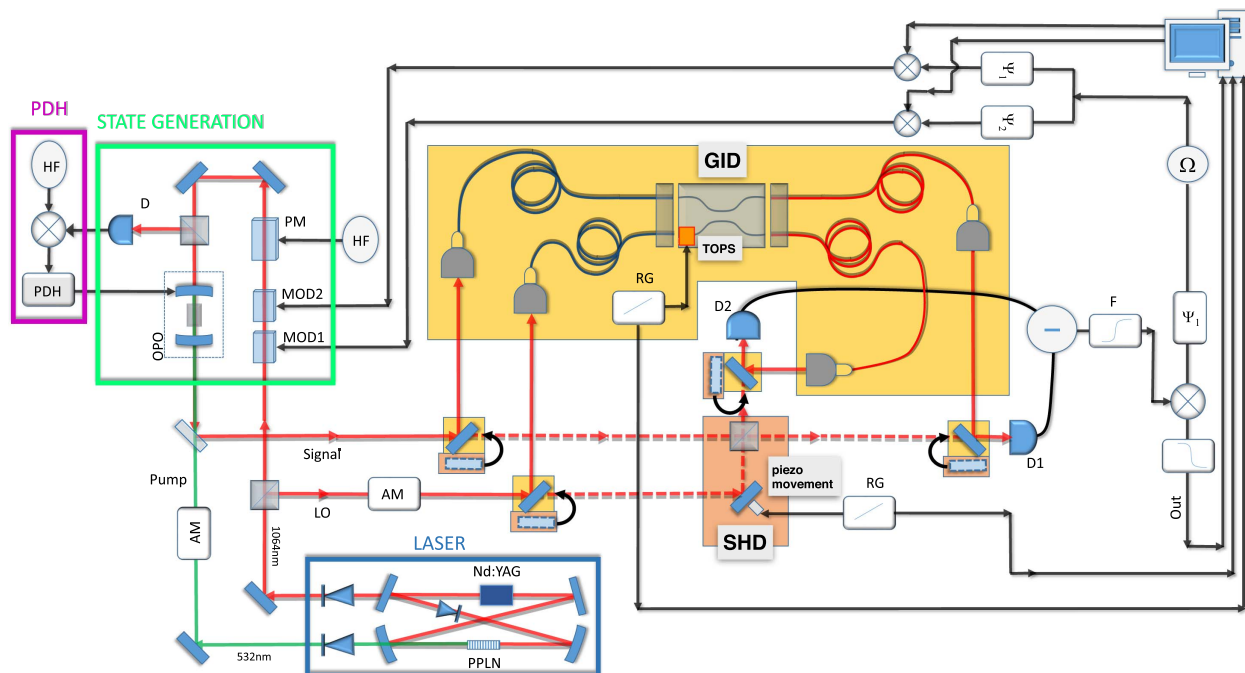 PDH
STATE GENERATION
HF
D
PM
HF
PDH
MOD2
MOD1
OPO
GID
TOPS
RG
D2
F
Ψ1
Ψ2
Ω
Ψ1
Signal
Pump
LO
AM
AM
1064nm
piezo
movement
RG
SHD
D1
Out
LASER
Nd:YAG
PPLN
532nm